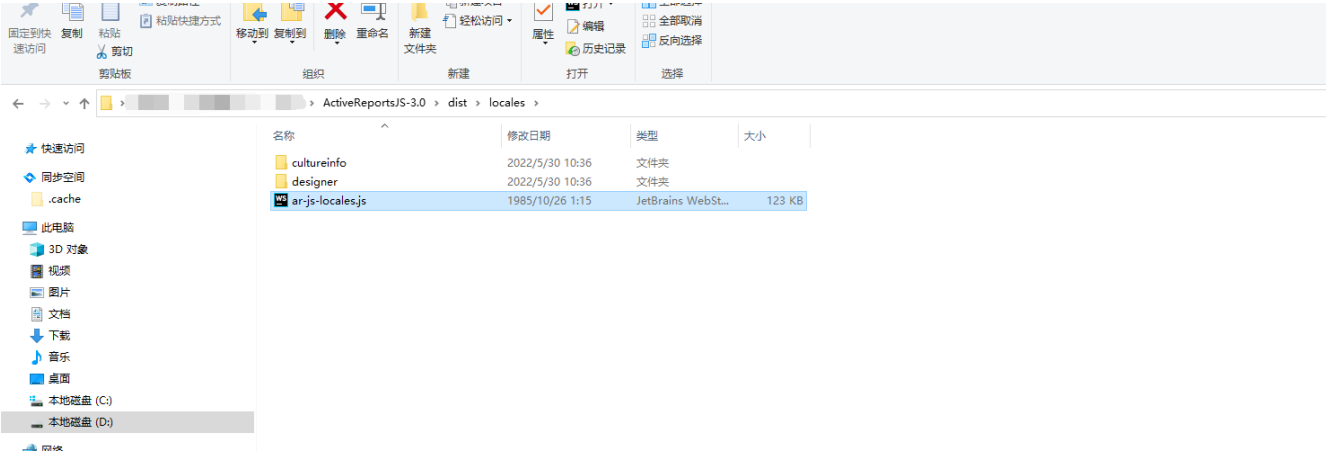 打开
固定到快速访问
复制
粘贴
粘贴快捷方式
剪切
移动到
复制到
删除
重命名
新建文件夹
轻松访问
属性
编辑
历史记录
全部取消
反向选择
剪贴板
组织
新建
打开
选择
ActiveReportsJS-3.0 › dist › locales ›
名称 修改日期 类型 大小
cultureinfo 2022/5/30 10:36 文件夹
designer 2022/5/30 10:36 文件夹
ar-js-locales.js 1985/10/26 1:15 JetBrains WebSt... 123 KB
快速访问
同步空间
.cache
此电脑
3D 对象
视频
图片
文档
下载
音乐
桌面
本地磁盘 (C:)
本地磁盘 (D:)
网络